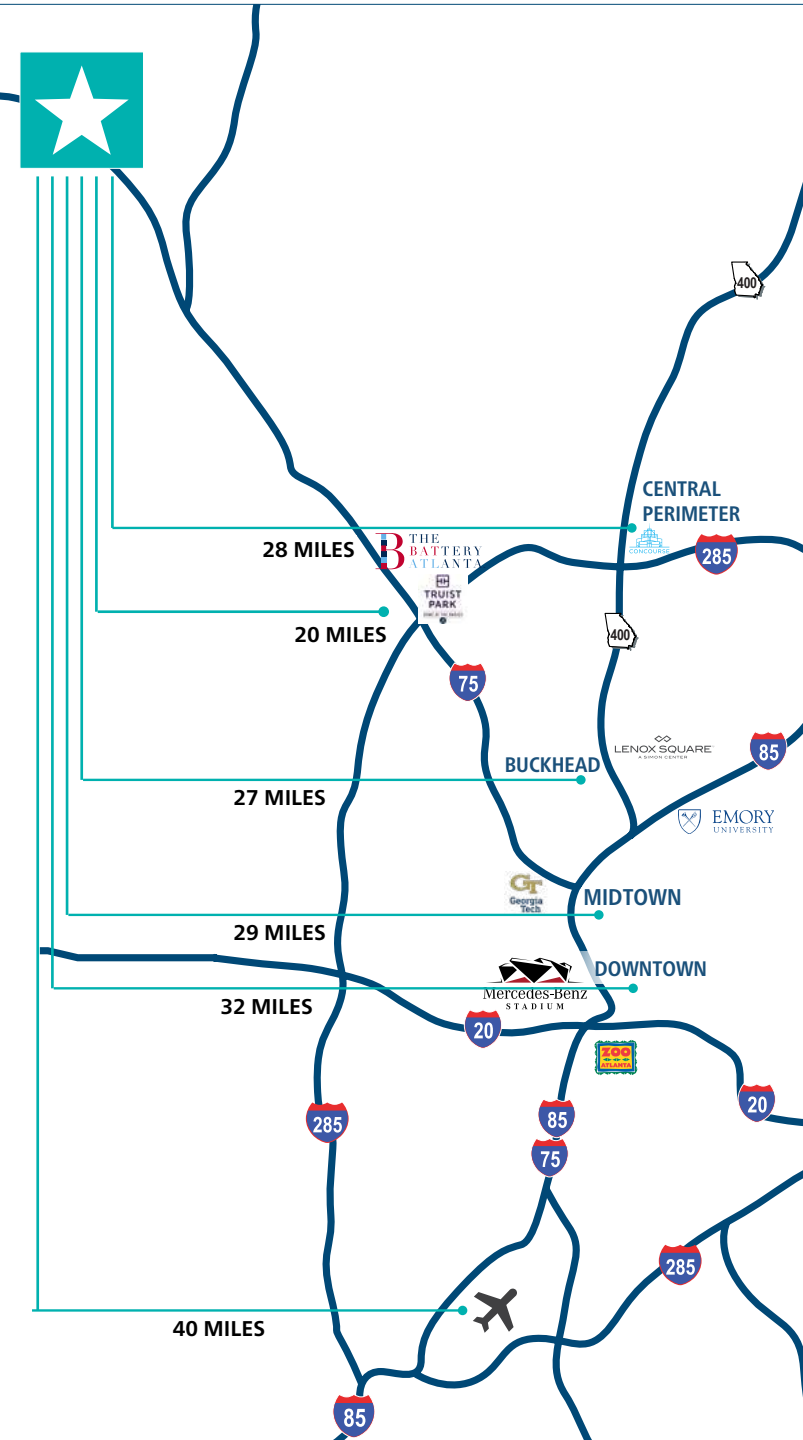 400
CENTRAL
PERIMETER
CONCOURSE
285
28 MILES
THE
BATTERY
ATLANTA
TRUIST
PARK
20 MILES
400
75
LENOX SQUARE
A SIMON CENTER
85
BUCKHEAD
27 MILES
EMORY
UNIVERSITY
GT
Georgia
Tech
MIDTOWN
29 MILES
DOWNTOWN
Mercedes-Benz
STADIUM
32 MILES
20
ZOO
ATLANTA
20
85
285
75
285
40 MILES
85